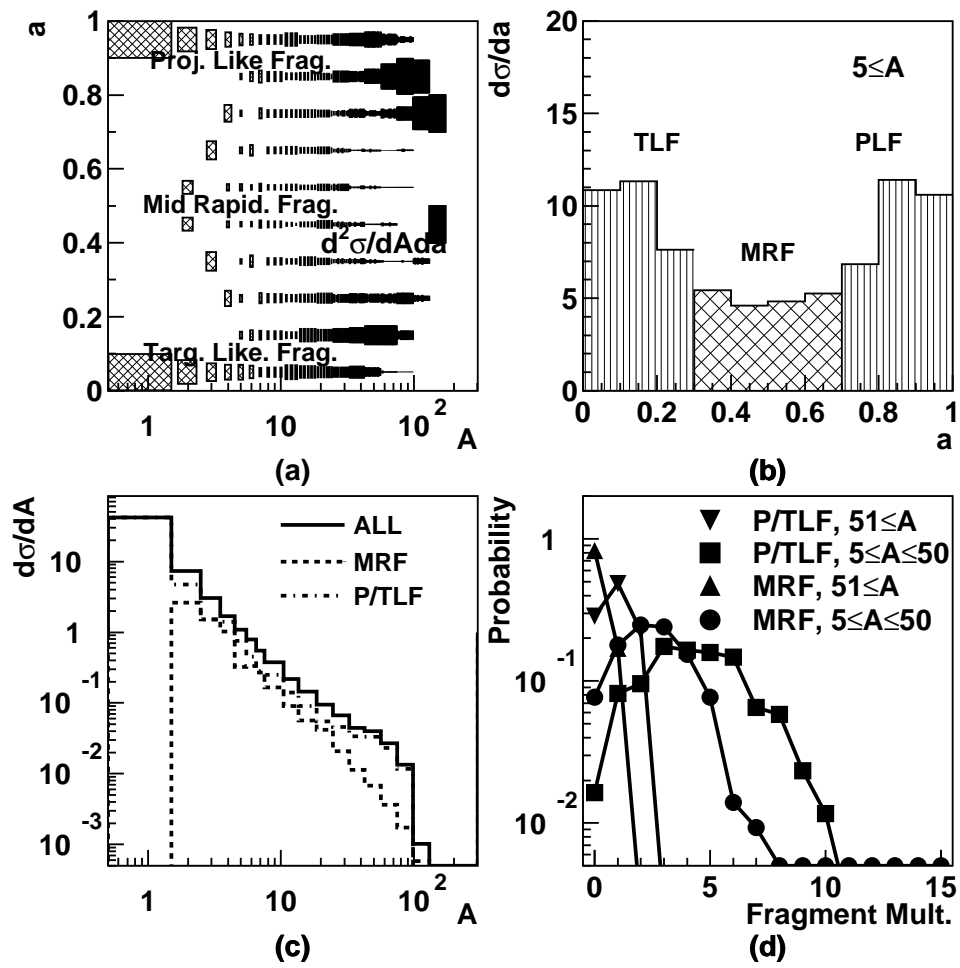 a
1
0.8
0.6
0.4
0.2
0
Proj. Like Frag.
Mid Rapid. Frag.
d²σ/dAda
Targ. Like. Frag.
1
10
10²
A
(a)
dσ/da
20
15
10
5
0
5≤A
TLF
PLF
MRF
0
0.2
0.4
0.6
0.8
1
a
(b)
dσ/dA
10
1
10⁻¹
10⁻²
10⁻³
ALL
MRF
P/TLF
1
10
10²
A
(c)
Probability
1
10⁻¹
10⁻²
P/TLF, 51≤A
P/TLF, 5≤A≤50
MRF, 51≤A
MRF, 5≤A≤50
0
5
10
15
Fragment Mult.
(d)